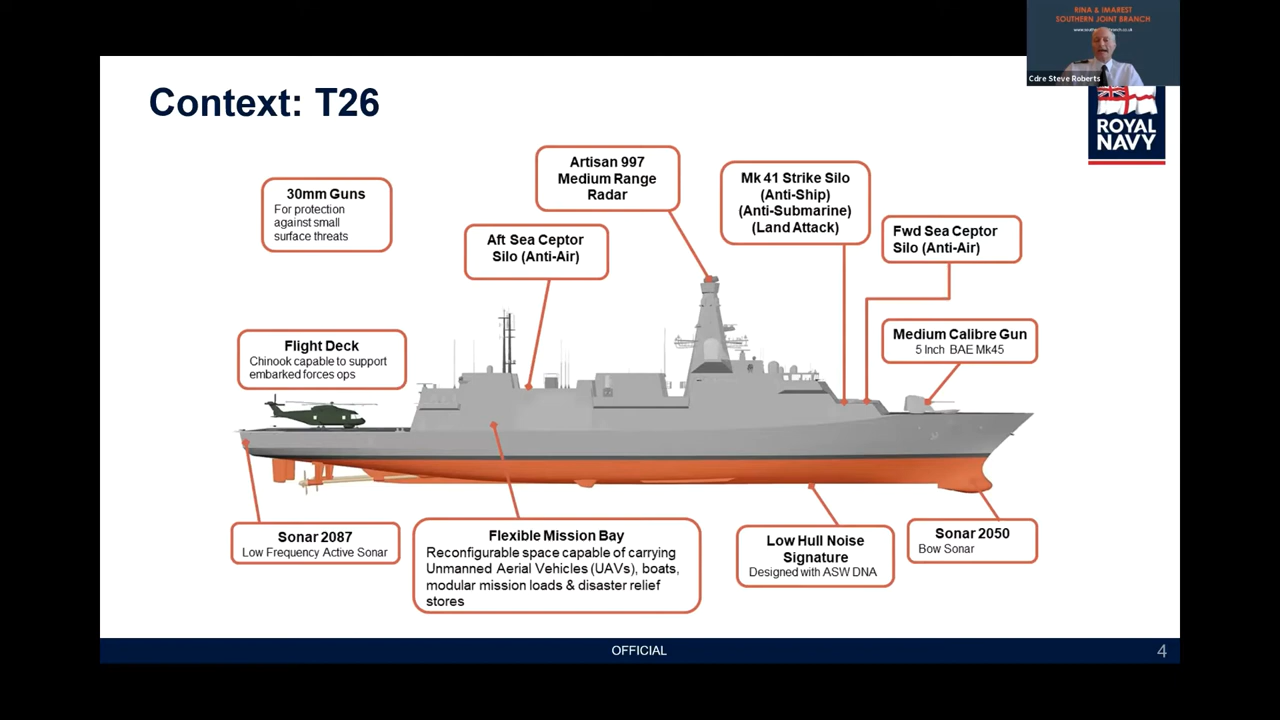 RINA & IMAREST
SOUTHERN JOINT BRANCH
Cdre Steve Roberts
Context: T26
ROYAL
NAVY
Artisan 997
Medium Range
Radar
Mk 41 Strike Silo
(Anti-Ship)
(Anti-Submarine)
(Land Attack)
30mm Guns
For protection
against small
surface threats
Aft Sea Ceptor
Silo (Anti-Air)
Fwd Sea Ceptor
Silo (Anti-Air)
Flight Deck
Chinook capable to support
embarked forces ops
Medium Calibre Gun
5 Inch BAE Mk45
Sonar 2087
Low Frequency Active Sonar
Flexible Mission Bay
Reconfigurable space capable of carrying
Unmanned Aerial Vehicles (UAVs), boats,
modular mission loads & disaster relief
stores
Low Hull Noise
Signature
Designed with ASW DNA
Sonar 2050
Bow Sonar
OFFICIAL
4